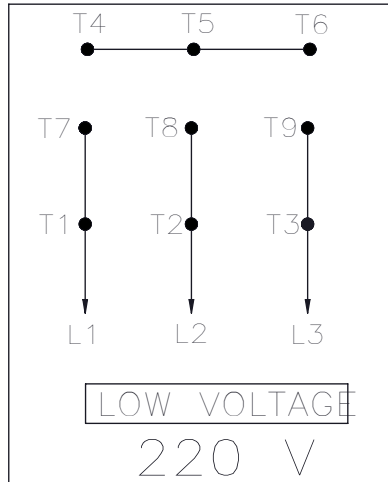 T4 T5 T6
T7 T8 T9
T1 T2 T3
L1 L2 L3
LOW VOLTAGE
220 V